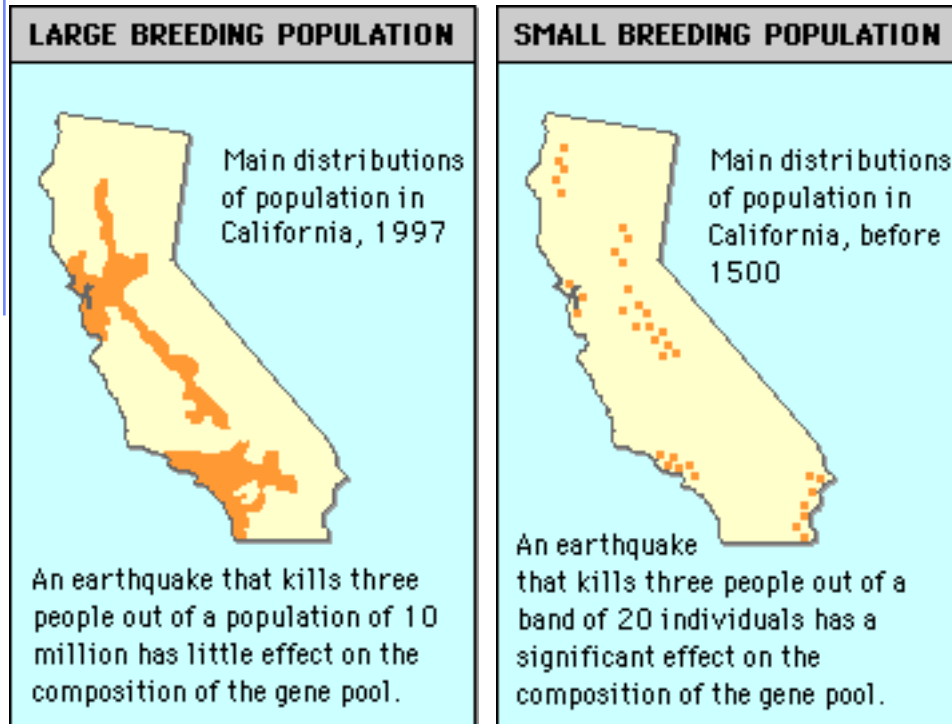 LARGE BREEDING POPULATION
Main distributions
of population in
California, 1997
An earthquake that kills three
people out of a population of 10
million has little effect on the
composition of the gene pool.
SMALL BREEDING POPULATION
Main distributions
of population in
California, before
1500
An earthquake
that kills three people out of a
band of 20 individuals has a
significant effect on the
composition of the gene pool.